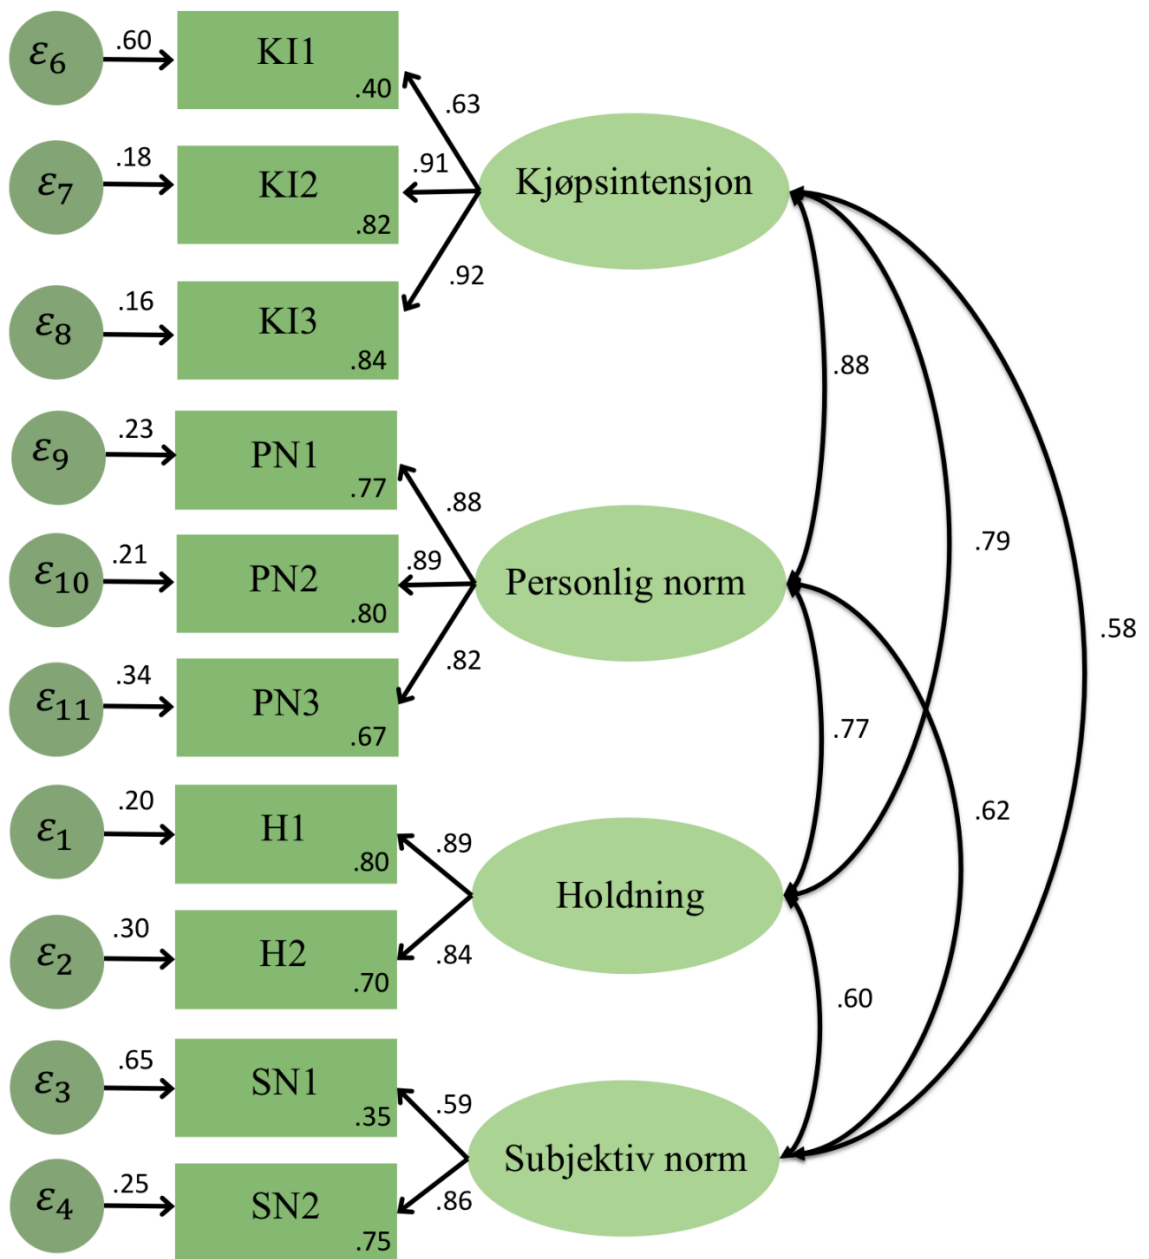 ε6 .60 KI1 .40
.63
ε7 .18 KI2 .82
.91
Kjøpsintensjon
ε8 .16 KI3 .84
.92
.88
ε9 .23 PN1 .77
.88
.79
ε10 .21 PN2 .80
.89
Personlig norm
.58
ε11 .34 PN3 .67
.82
.77
.62
ε1 .20 H1 .80
.89
Holdning
ε2 .30 H2 .70
.84
.60
ε3 .65 SN1 .35
.59
Subjektiv norm
ε4 .25 SN2 .75
.86